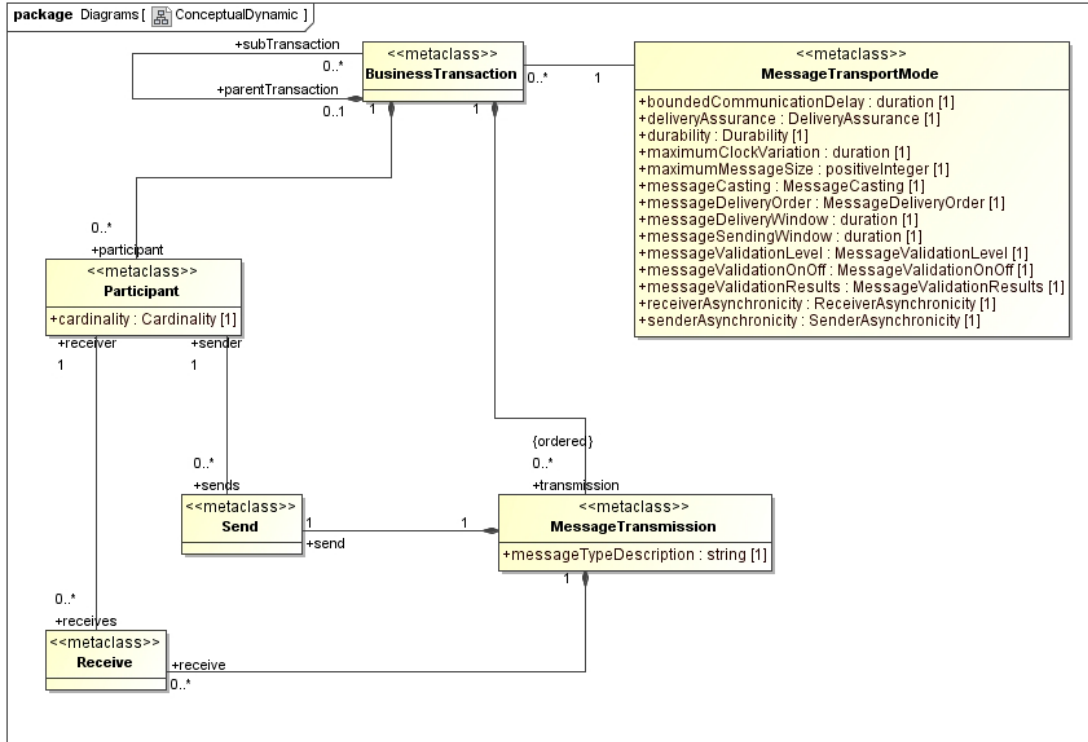 package Diagrams [ ConceptualDynamic ]
+subTransaction
0..*
+parentTransaction
0..1
<<metaclass>>
BusinessTransaction
1
1
0..*
1
<<metaclass>>
MessageTransportMode
+boundedCommunicationDelay : duration [1]
+deliveryAssurance : DeliveryAssurance [1]
+durability : Durability [1]
+maximumClockVariation : duration [1]
+maximumMessageSize : positiveInteger [1]
+messageCasting : MessageCasting [1]
+messageDeliveryOrder : MessageDeliveryOrder [1]
+messageDeliveryWindow : duration [1]
+messageSendingWindow : duration [1]
+messageValidationLevel : MessageValidationLevel [1]
+messageValidationOnOff : MessageValidationOnOff [1]
+messageValidationResults : MessageValidationResults [1]
+receiverAsynchronicity : ReceiverAsynchronicity [1]
+senderAsynchronicity : SenderAsynchronicity [1]
0..*
+participant
<<metaclass>>
Participant
+cardinality : Cardinality [1]
+receiver
1
+sender
1
{ordered}
0..*
+transmission
0..*
+sends
<<metaclass>>
Send
1
+send
1
<<metaclass>>
MessageTransmission
+messageTypeDescription : string [1]
1
0..*
+receives
<<metaclass>>
Receive
+receive
0..*